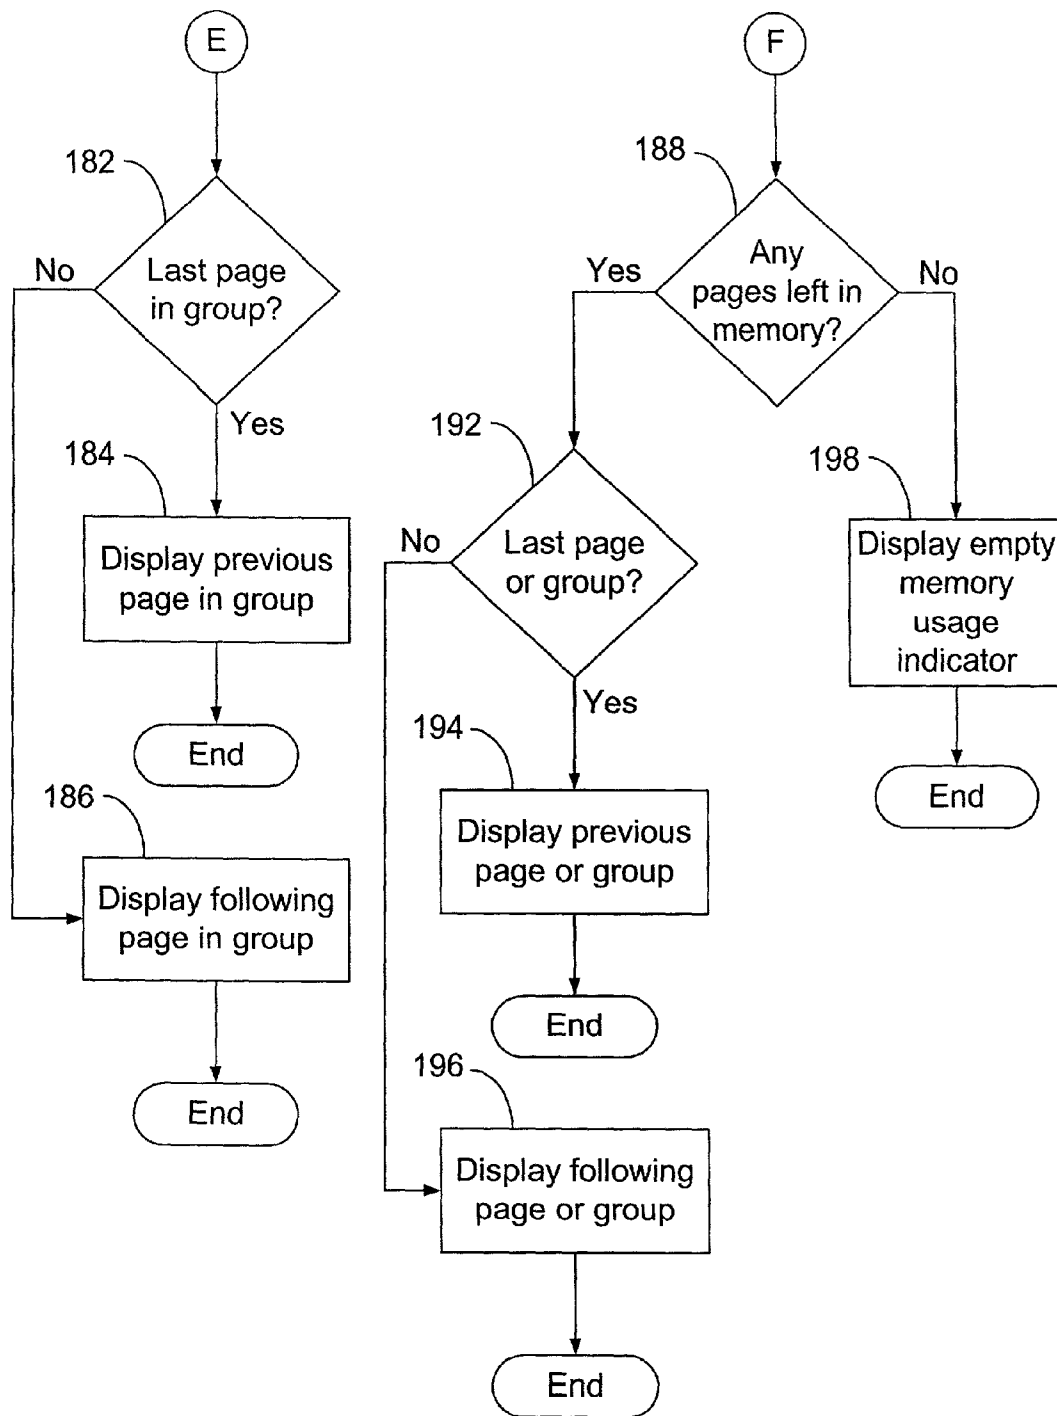 E
F
182
188
No
Last page
in group?
Yes
Any
pages left in
memory?
No
Yes
192
184
198
No
Last page
or group?
Display previous
page in group
Display empty
memory
usage
indicator
Yes
194
End
186
End
Display previous
page or group
Display following
page in group
End
196
End
Display following
page or group
End